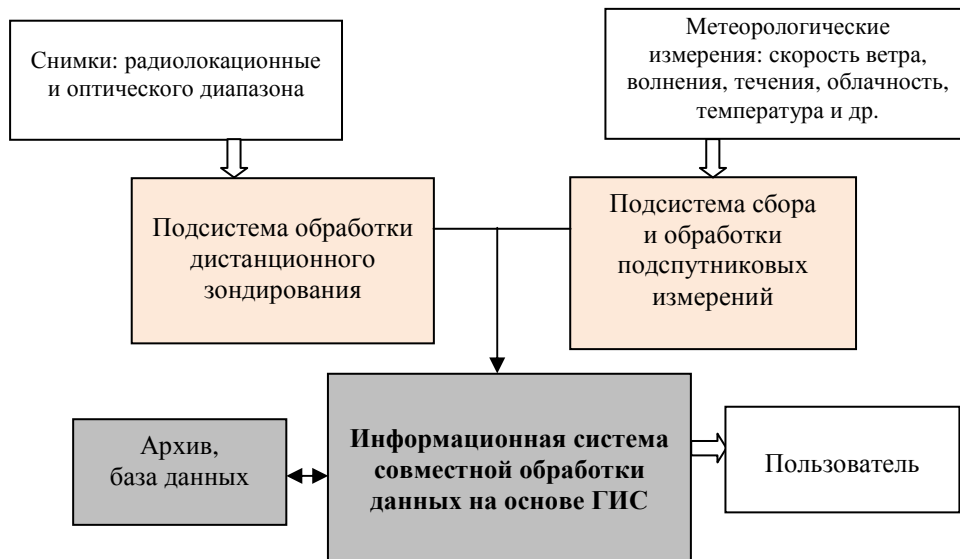 Снимки: радиолокационные
и оптического диапазона
Метеорологические
измерения: скорость ветра,
волнения, течения, облачность,
температура и др.
Подсистема обработки
дистанционного
зондирования
Подсистема сбора
и обработки
подспутниковых
измерений
Архив,
база данных
Информационная система
совместной обработки
данных на основе ГИС
Пользователь